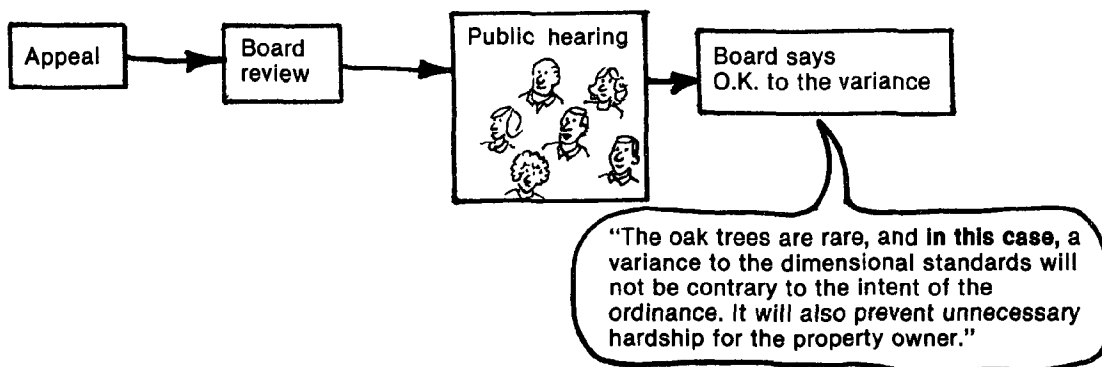 Appeal
Board
review
Public hearing
Board says
O.K. to the variance
“The oak trees are rare, and in this case, a
variance to the dimensional standards will
not be contrary to the intent of the
ordinance. It will also prevent unnecessary
hardship for the property owner.”